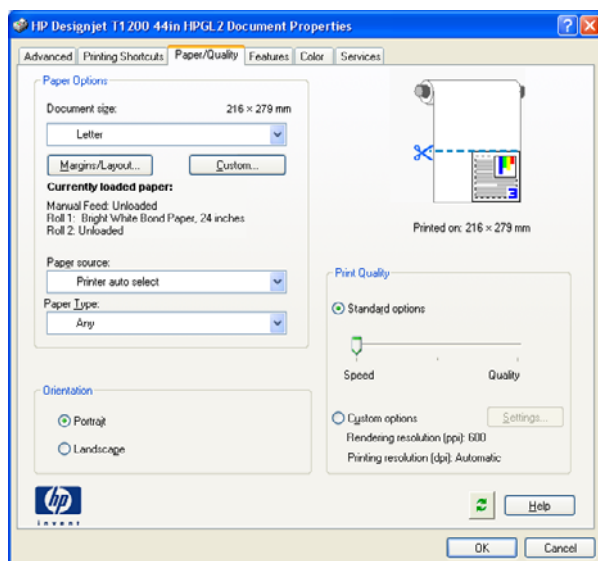 HP Designjet T1200 44in HPGL2 Document Properties
Advanced Printing Shortcuts Paper/Quality Features Color Services
Paper Options
Document size: 216 × 279 mm
Letter
Margins/Layout... Custom...
Currently loaded paper:
Manual Feed: Unloaded
Roll 1: Bright White Bond Paper, 24 inches
Roll 2: Unloaded
Paper source:
Printer auto select
Paper Type:
Any
Orientation
Portrait
Landscape
3
Printed on: 216 × 279 mm
Print Quality
Standard options
Speed Quality
Custom options Settings...
Rendering resolution (ppi): 600
Printing resolution (dpi): Automatic
hp
invent
Help
OK Cancel